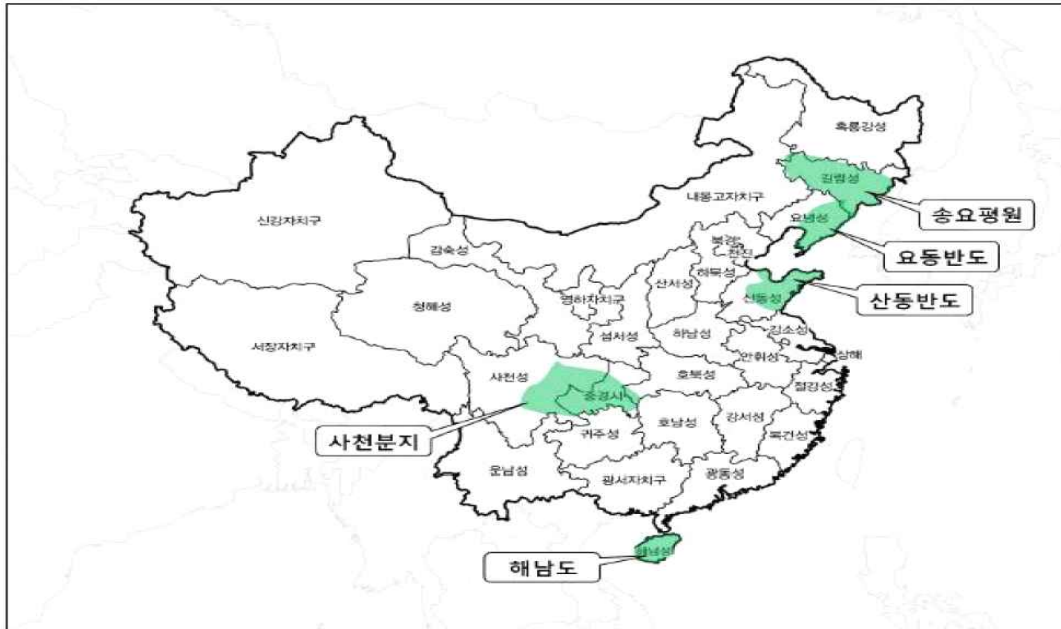 흑룡강성
길림성
내몽고자치구
송요평원
요녕성
신강자치구
북경
천진
요동반도
감숙성
하북성
산서성
산동성
산동반도
청해성
영하자치구
섬서성
하남성
강소성
서장자치구
안휘성
상해
사천성
호북성
절강성
중경시
사천분지
귀주성
호남성
강서성
복건성
운남성
광서자치구
광동성
해남성
해남도